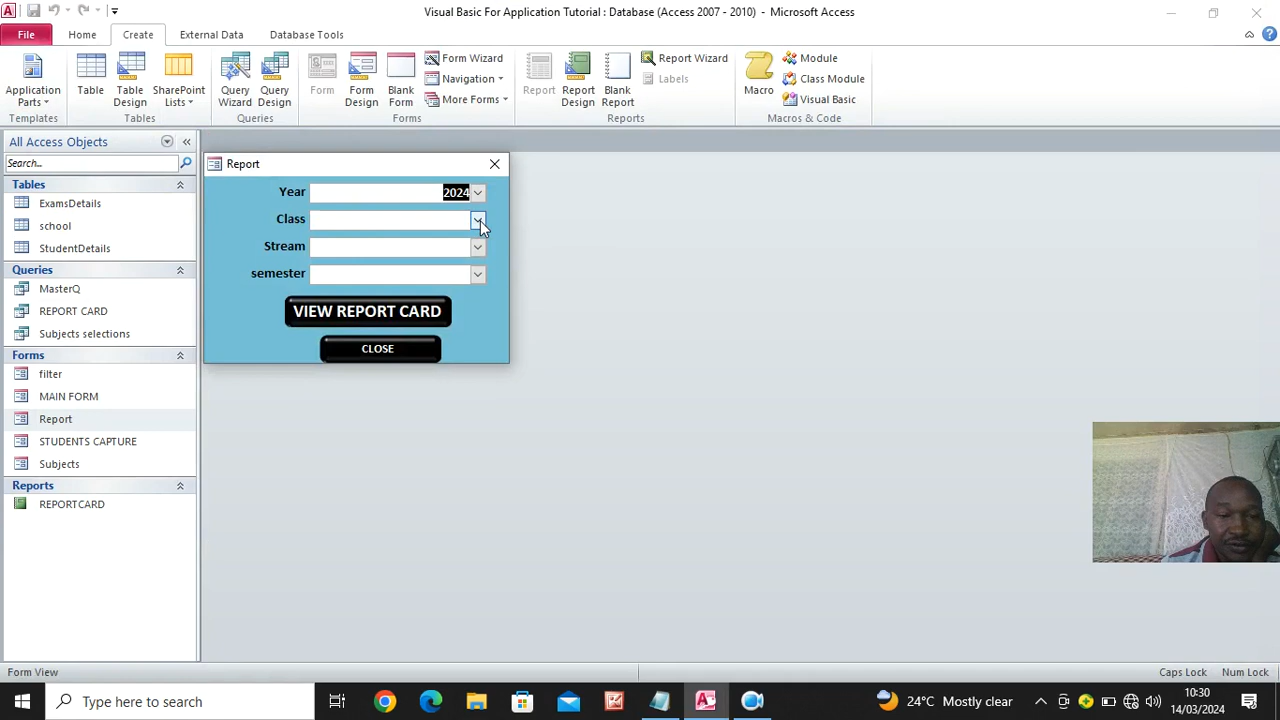 Visual Basic For Application Tutorial : Database (Access 2007 - 2010)  -  Microsoft Access
File Home Create External Data Database Tools
Application Parts
Table
Table Design
SharePoint Lists
Query Wizard
Query Design
Form
Form Design
Blank Form
Form Wizard
Navigation
More Forms
Report
Report Design
Blank Report
Report Wizard
Labels
Macro
Module
Class Module
Visual Basic
Templates Tables Queries Forms Reports Macros & Code
All Access Objects
Search...
Tables
ExamsDetails
school
StudentDetails
Queries
MasterQ
REPORT CARD
Subjects selections
Forms
filter
MAIN FORM
Report
STUDENTS CAPTURE
Subjects
Reports
REPORTCARD
Report
Year 2024
Class
Stream
semester
VIEW REPORT CARD
CLOSE
Form View Caps Lock Num Lock
Type here to search
24°C Mostly clear
10:30
14/03/2024